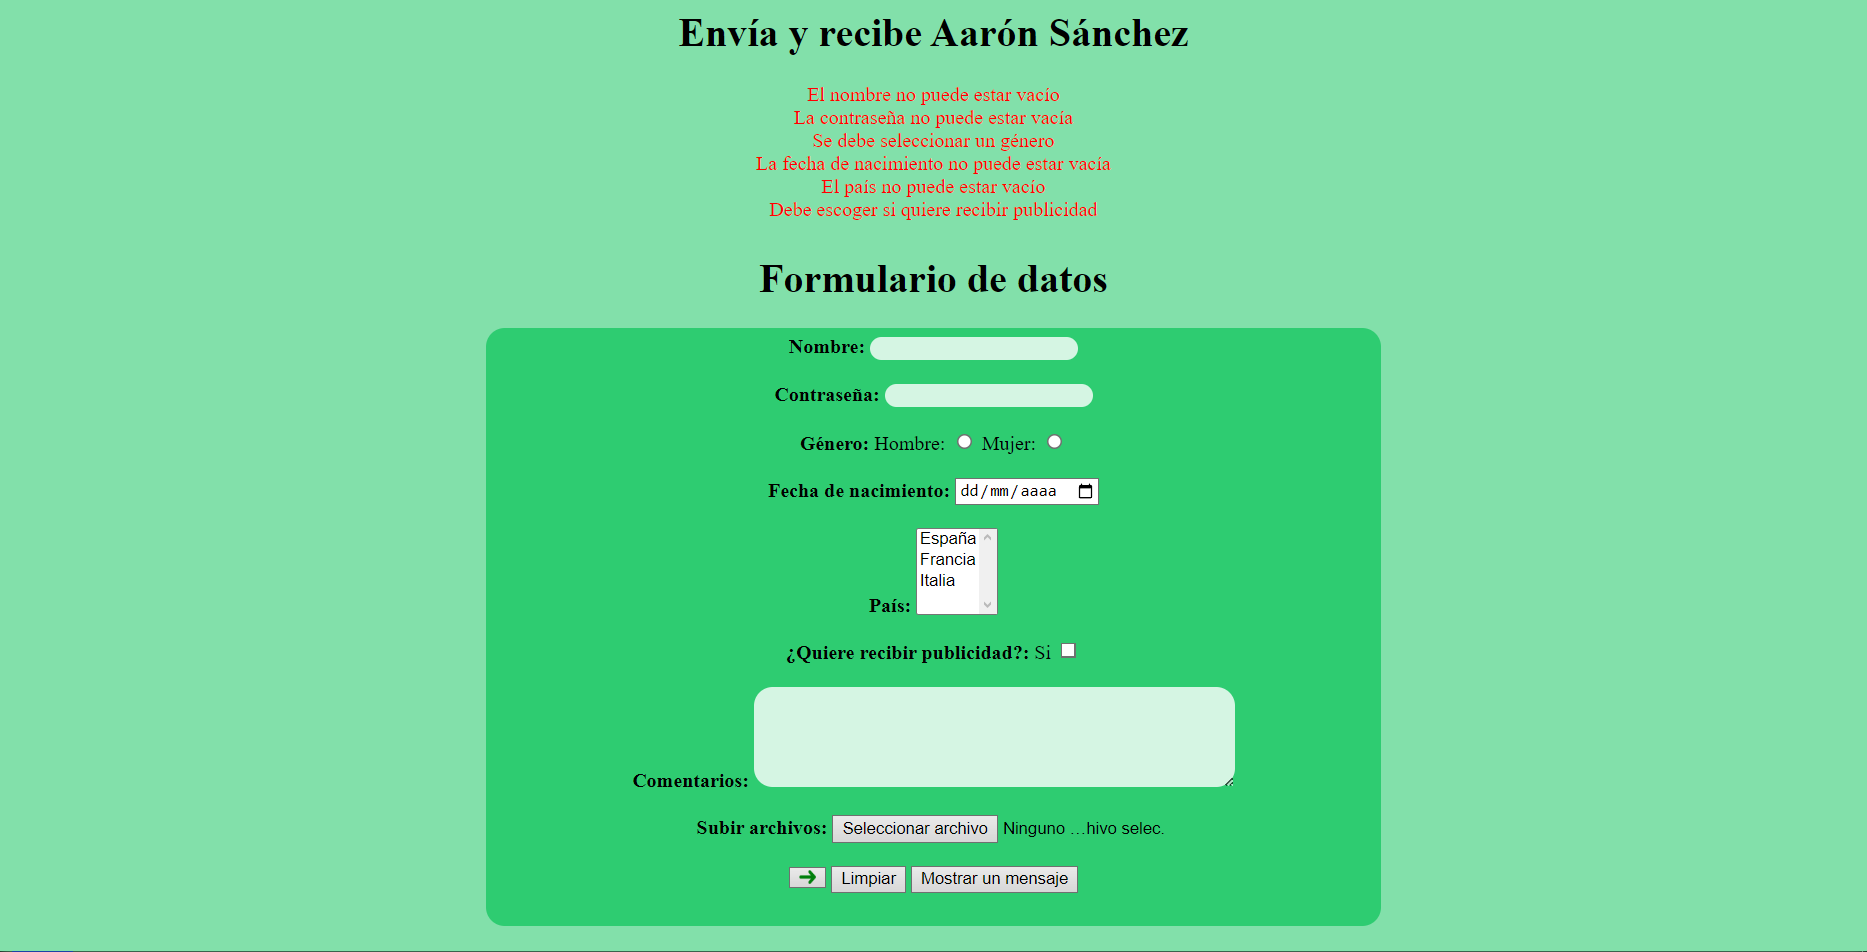 Envía y recibe Aarón Sánchez
El nombre no puede estar vacío
La contraseña no puede estar vacía
Se debe seleccionar un género
La fecha de nacimiento no puede estar vacía
El país no puede estar vacío
Debe escoger si quiere recibir publicidad
Formulario de datos
Nombre:
Contraseña:
Género: Hombre: Mujer:
Fecha de nacimiento: dd/mm/aaaa
España
Francia
Italia
País:
¿Quiere recibir publicidad?: Si
Comentarios:
Subir archivos: Seleccionar archivo Ninguno …hivo selec.
Limpiar Mostrar un mensaje